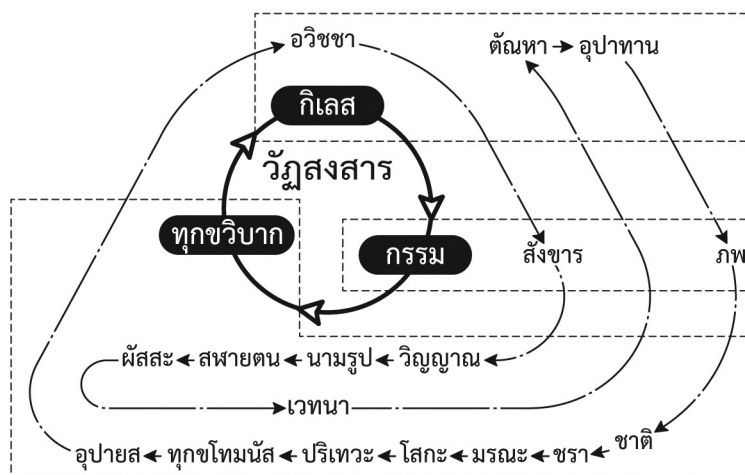 อวิชชา ตัณหา อุปาทาน
กิเลส
วัฏสงสาร
ทุกขวิบาก กรรม สังขาร ภพ
ผัสสะ สฬายตน นามรูป วิญญาณ
เวทนา
อุปายส ทุกขโทมนัส ปริเทวะ โสกะ มรณะ ชรา ชาติ